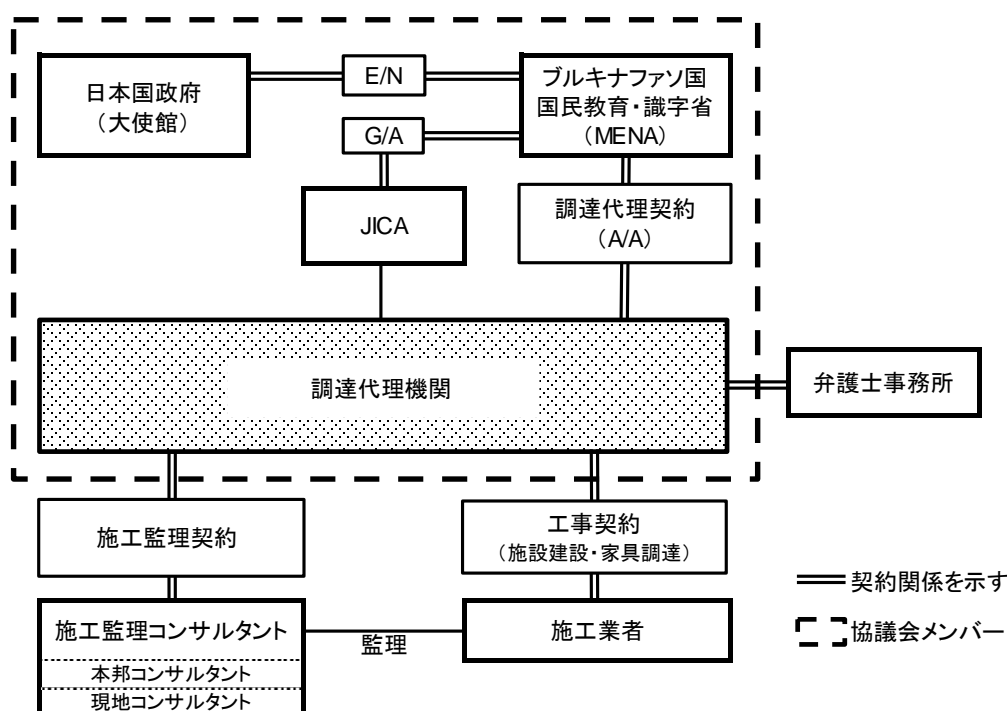 日本国政府
（大使館）
E/N
ブルキナファソ国
国民教育・識字省
（MENA）
G/A
JICA
調達代理契約
（A/A）
調達代理機関
弁護士事務所
施工監理契約
工事契約
（施設建設・家具調達）
施工監理コンサルタント
本邦コンサルタント
現地コンサルタント
監理
施工業者
契約関係を示す
協議会メンバー